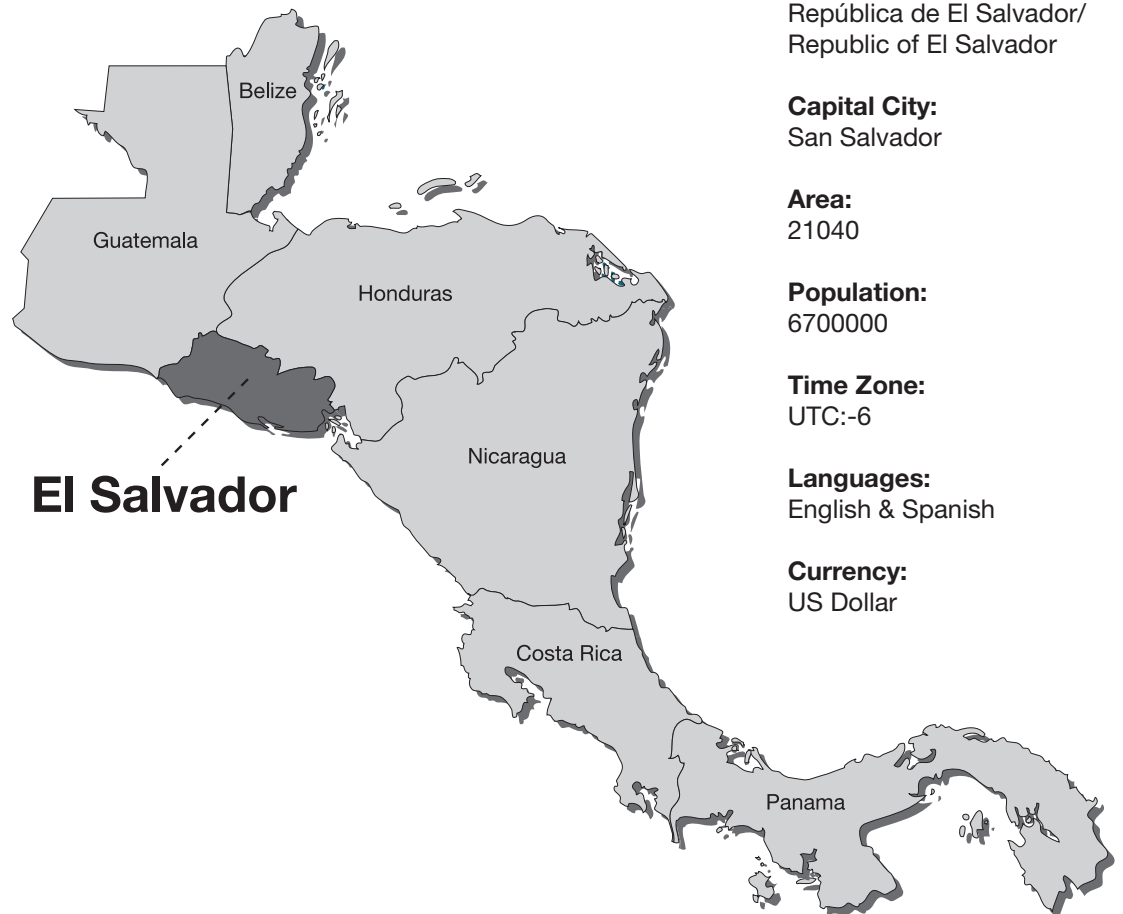 República de El Salvador/
Republic of El Salvador
Capital City:
San Salvador
Area:
21040
Population:
6700000
Time Zone:
UTC:-6
Languages:
English & Spanish
Currency:
US Dollar
Belize
Guatemala
Honduras
El Salvador
Nicaragua
Costa Rica
Panama